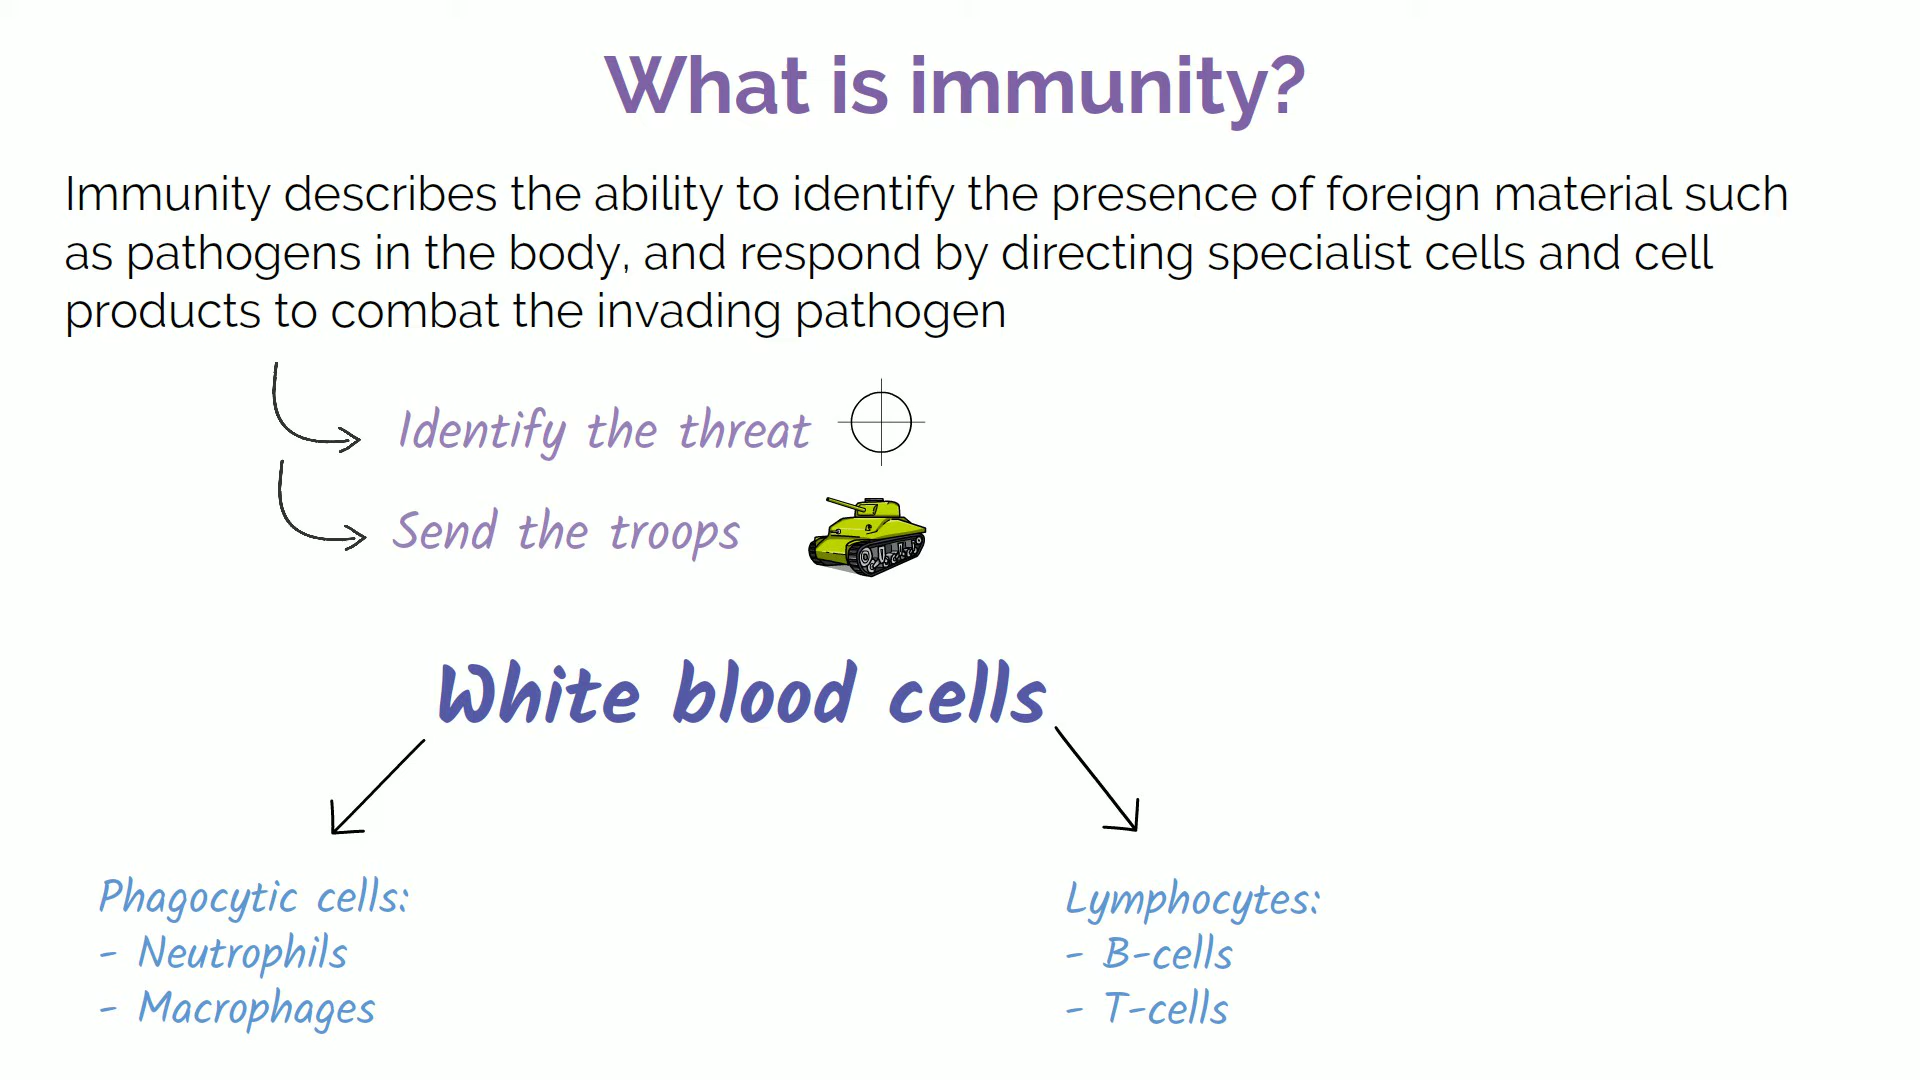 What is immunity?
Immunity describes the ability to identify the presence of foreign material such
as pathogens in the body, and respond by directing specialist cells and cell
products to combat the invading pathogen
Identify the threat
Send the troops
White blood cells
Phagocytic cells:
- Neutrophils
- Macrophages
Lymphocytes:
- B-cells
- T-cells